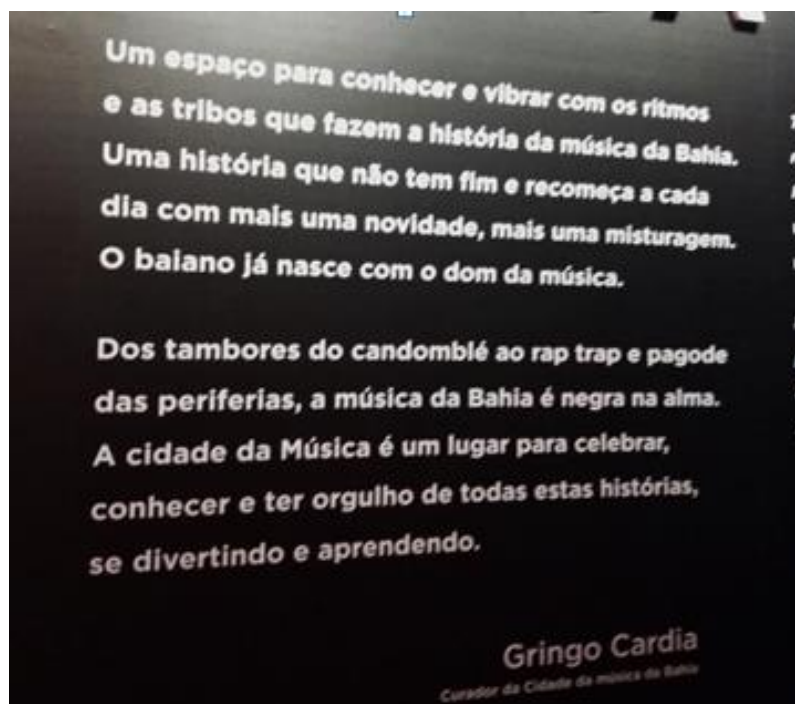 Um espaço para conhecer e vibrar com os ritmos
e as tribos que fazem a história da música da Bahia.
Uma história que não tem fim e recomeça a cada
dia com mais uma novidade, mais uma misturagem.
O baiano já nasce com o dom da música.
Dos tambores do candomblé ao rap trap e pagode
das periferias, a música da Bahia é negra na alma.
A cidade da Música é um lugar para celebrar,
conhecer e ter orgulho de todas estas histórias,
se divertindo e aprendendo.
Gringo Cardia
Curador da Cidade da música da Bahia